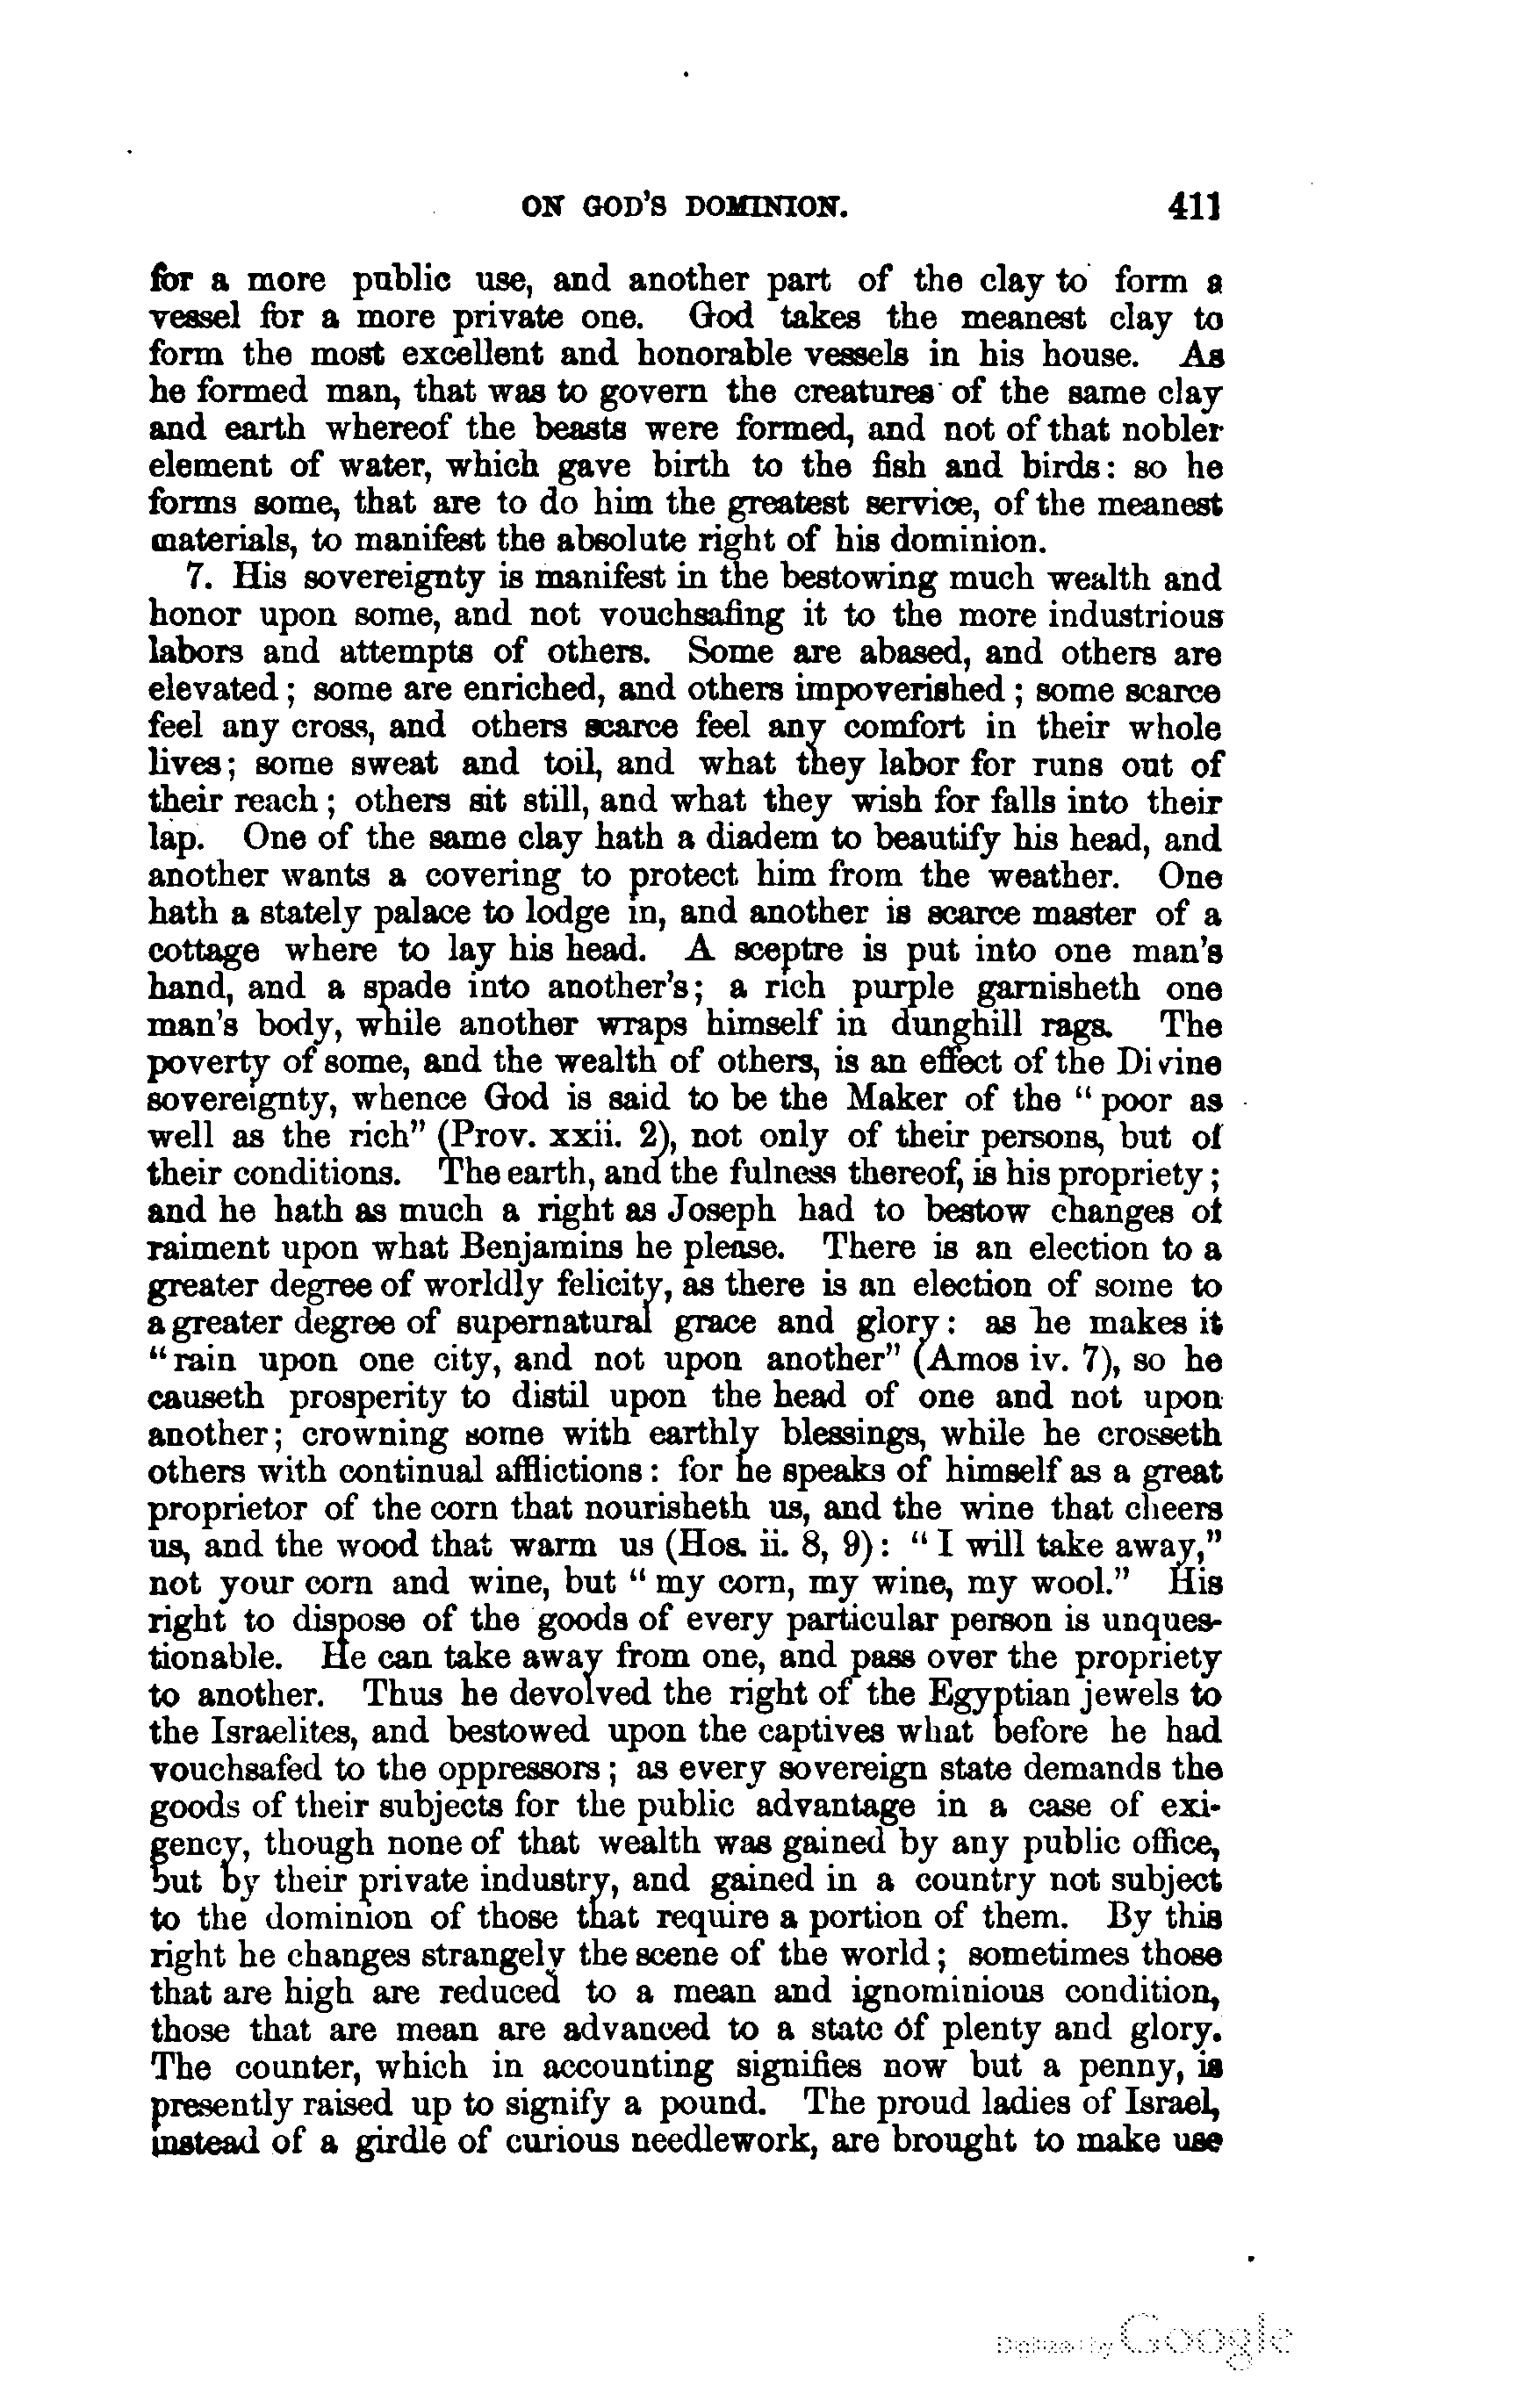 ON GOD'S DOMINION. 411
for a more public use, and another part of the clay to form a
vessel for a more private one. God takes the meanest clay to
form the most excellent and honorable vessels in his house. As
he formed man, that was to govern the creatures of the same clay
and earth whereof the beasts were formed, and not of that nobler
element of water, which gave birth to the fish and birds: so he
forms some, that are to do him the greatest service, of the meanest
materials, to manifest the absolute right of his dominion.
7. His sovereignty is manifest in the bestowing much wealth and
honor upon some, and not vouchsafing it to the more industrious
labors and attempts of others. Some are abased, and others are
elevated; some are enriched, and others impoverished; some scarce
feel any cross, and others scarce feel any comfort in their whole
lives; some sweat and toil, and what they labor for runs out of
their reach; others sit still, and what they wish for falls into their
lap. One of the same clay hath a diadem to beautify his head, and
another wants a covering to protect him from the weather. One
hath a stately palace to lodge in, and another is scarce master of a
cottage where to lay his head. A sceptre is put into one man's
hand, and a spade into another's; a rich purple garnisheth one
man's body, while another wraps himself in dunghill rags. The
poverty of some, and the wealth of others, is an effect of the Divine
sovereignty, whence God is said to be the Maker of the "poor as
well as the rich" (Prov. xxii. 2), not only of their persons, but of
their conditions. The earth, and the fulness thereof, is his propriety;
and he hath as much a right as Joseph had to bestow changes of
raiment upon what Benjamins he please. There is an election to a
greater degree of worldly felicity, as there is an election of some to
a greater degree of supernatural grace and glory: as he makes it
"rain upon one city, and not upon another" (Amos iv. 7), so he
causeth prosperity to distil upon the head of one and not upon
another; crowning some with earthly blessings, while he crosseth
others with continual afflictions: for he speaks of himself as a great
proprietor of the corn that nourisheth us, and the wine that cheers
us, and the wood that warm us (Hos. ii. 8, 9): "I will take away,"
not your corn and wine, but "my corn, my wine, my wool." His
right to dispose of the goods of every particular person is unques-
tionable. He can take away from one, and pass over the propriety
to another. Thus he devolved the right of the Egyptian jewels to
the Israelites, and bestowed upon the captives what before he had
vouchsafed to the oppressors; as every sovereign state demands the
goods of their subjects for the public advantage in a case of exi-
gency, though none of that wealth was gained by any public office,
but by their private industry, and gained in a country not subject
to the dominion of those that require a portion of them. By this
right he changes strangely the scene of the world; sometimes those
that are high are reduced to a mean and ignominious condition,
those that are mean are advanced to a state of plenty and glory.
The counter, which in accounting signifies now but a penny, is
presently raised up to signify a pound. The proud ladies of Israel,
instead of a girdle of curious needlework, are brought to make use
Digitized by Google